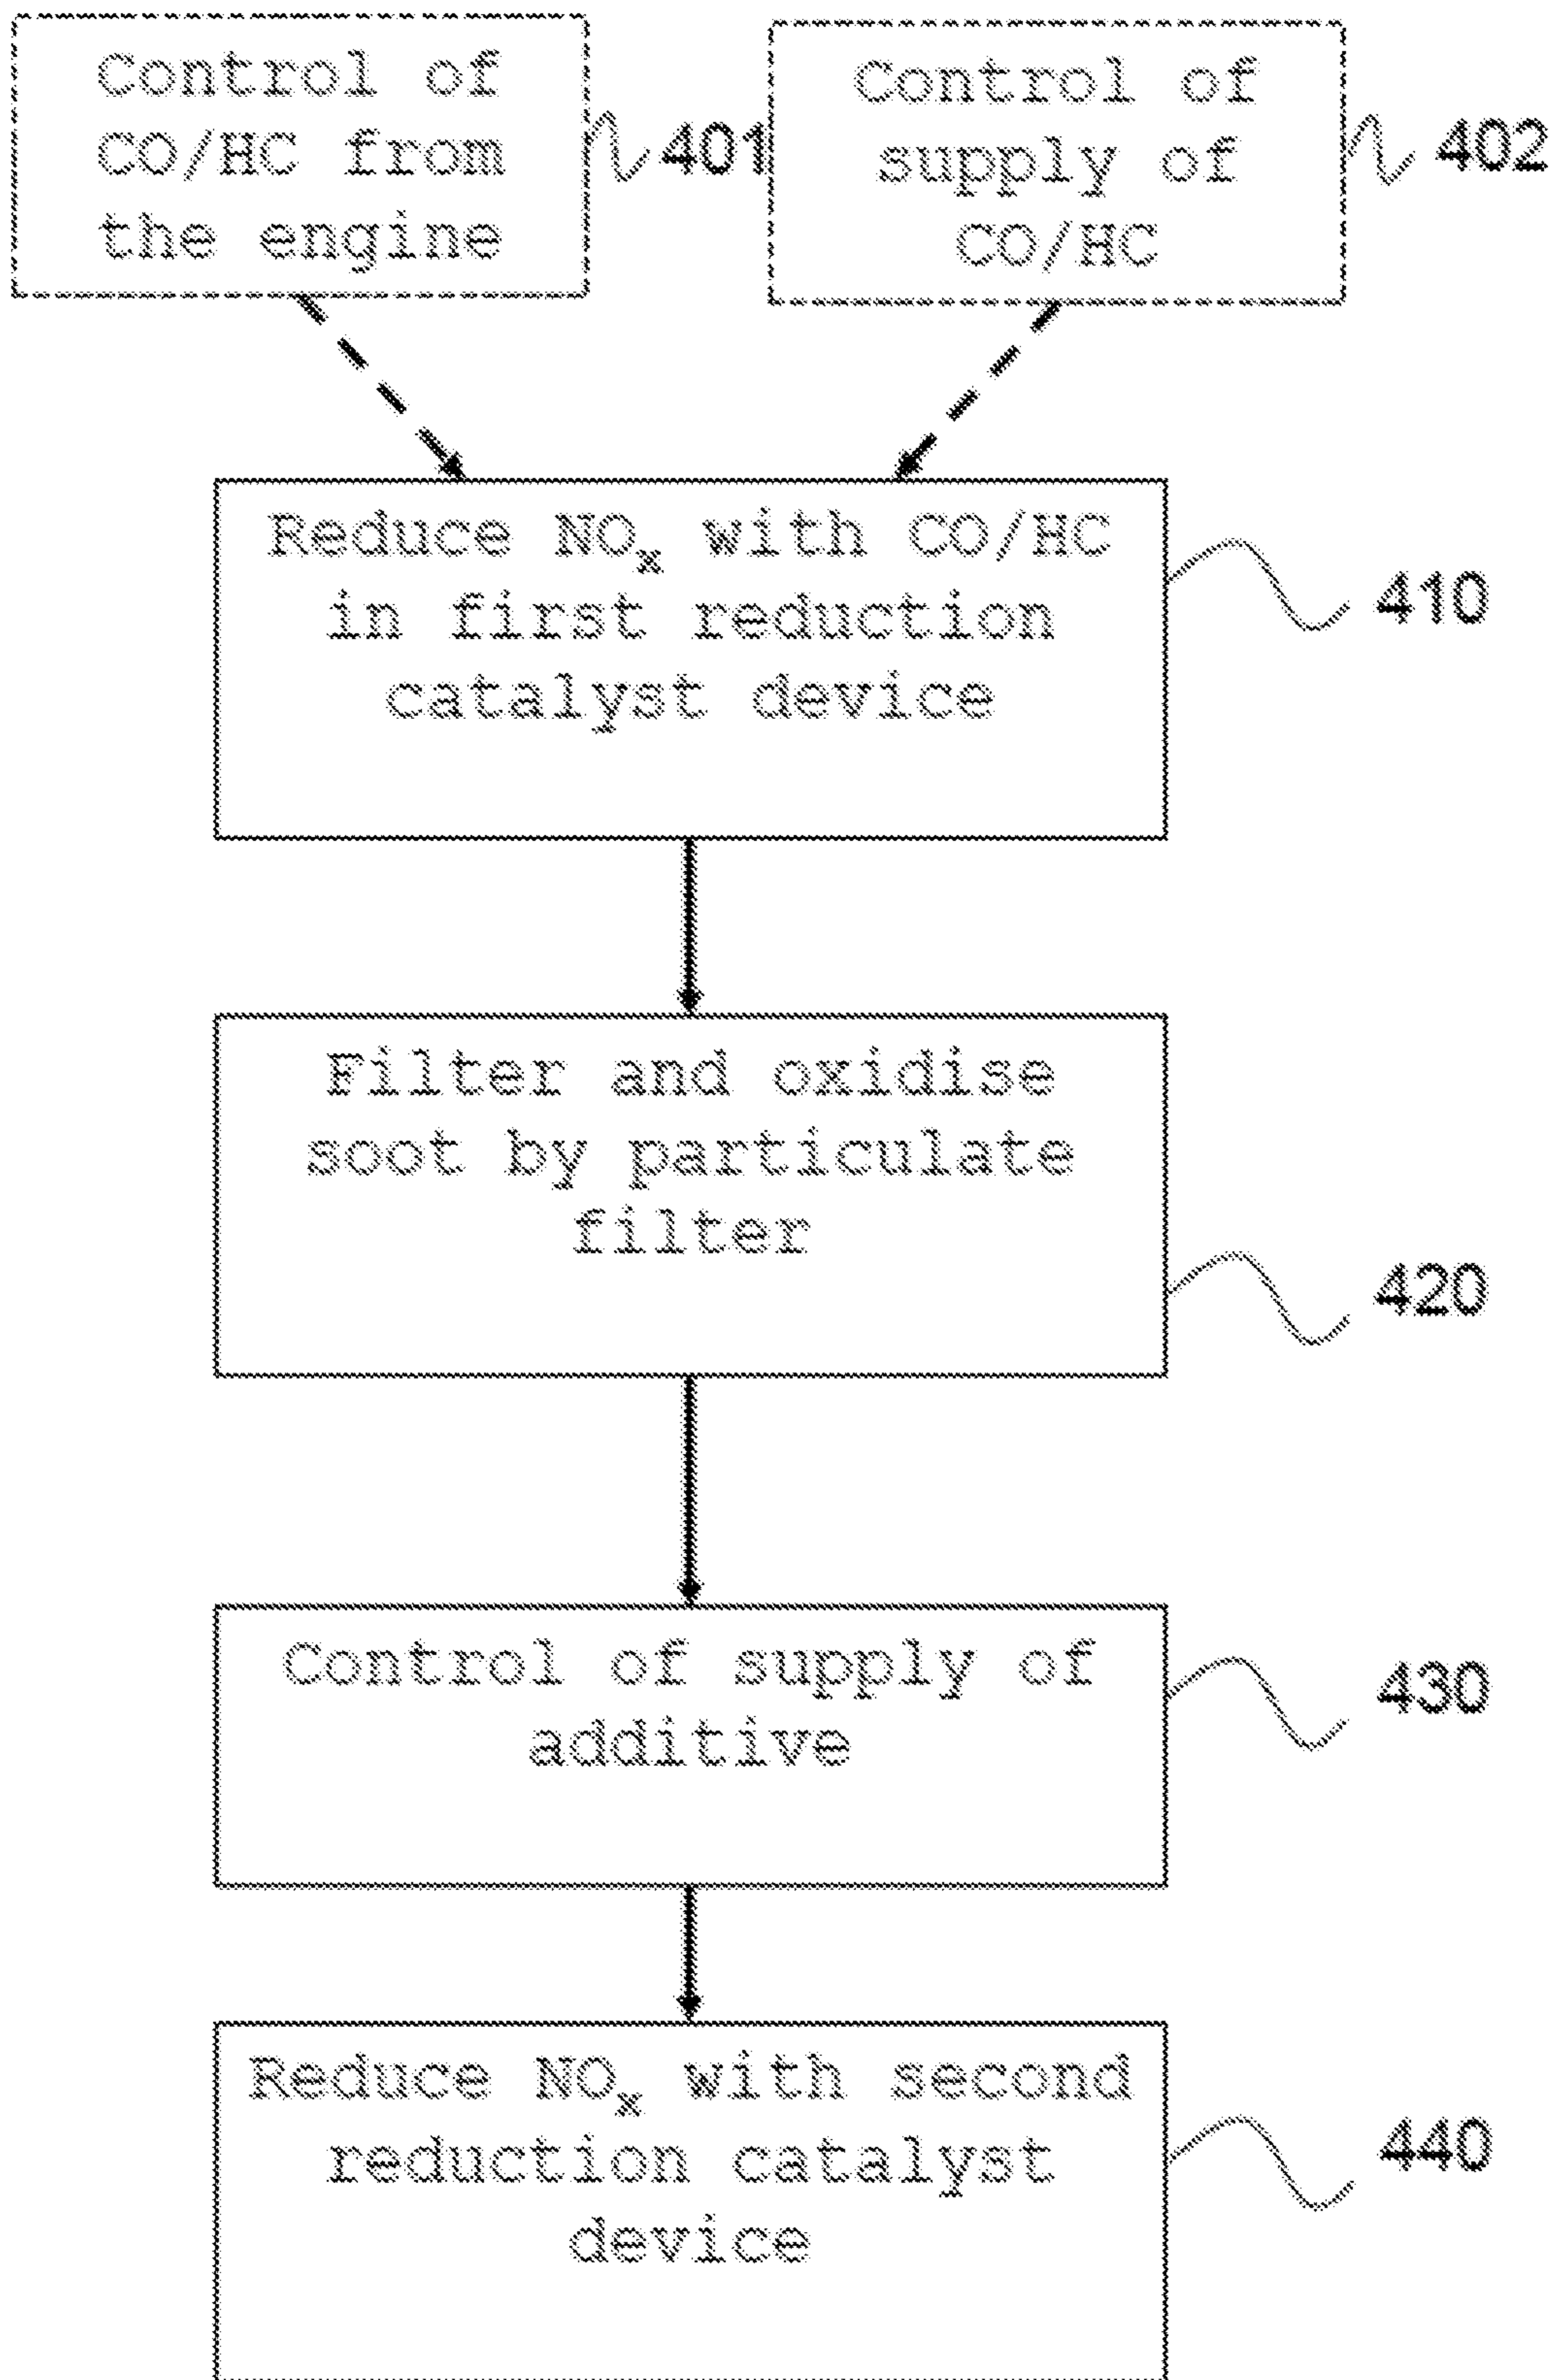 Control of
CO/HC from
the engine
401
Control of
supply of
CO/HC
402
Reduce NOx with CO/HC
in first reduction
catalyst device
410
Filter and oxidise
soot by particulate
filter
420
Control of supply of
additive
430
Reduce NOx with second
reduction catalyst
device
440